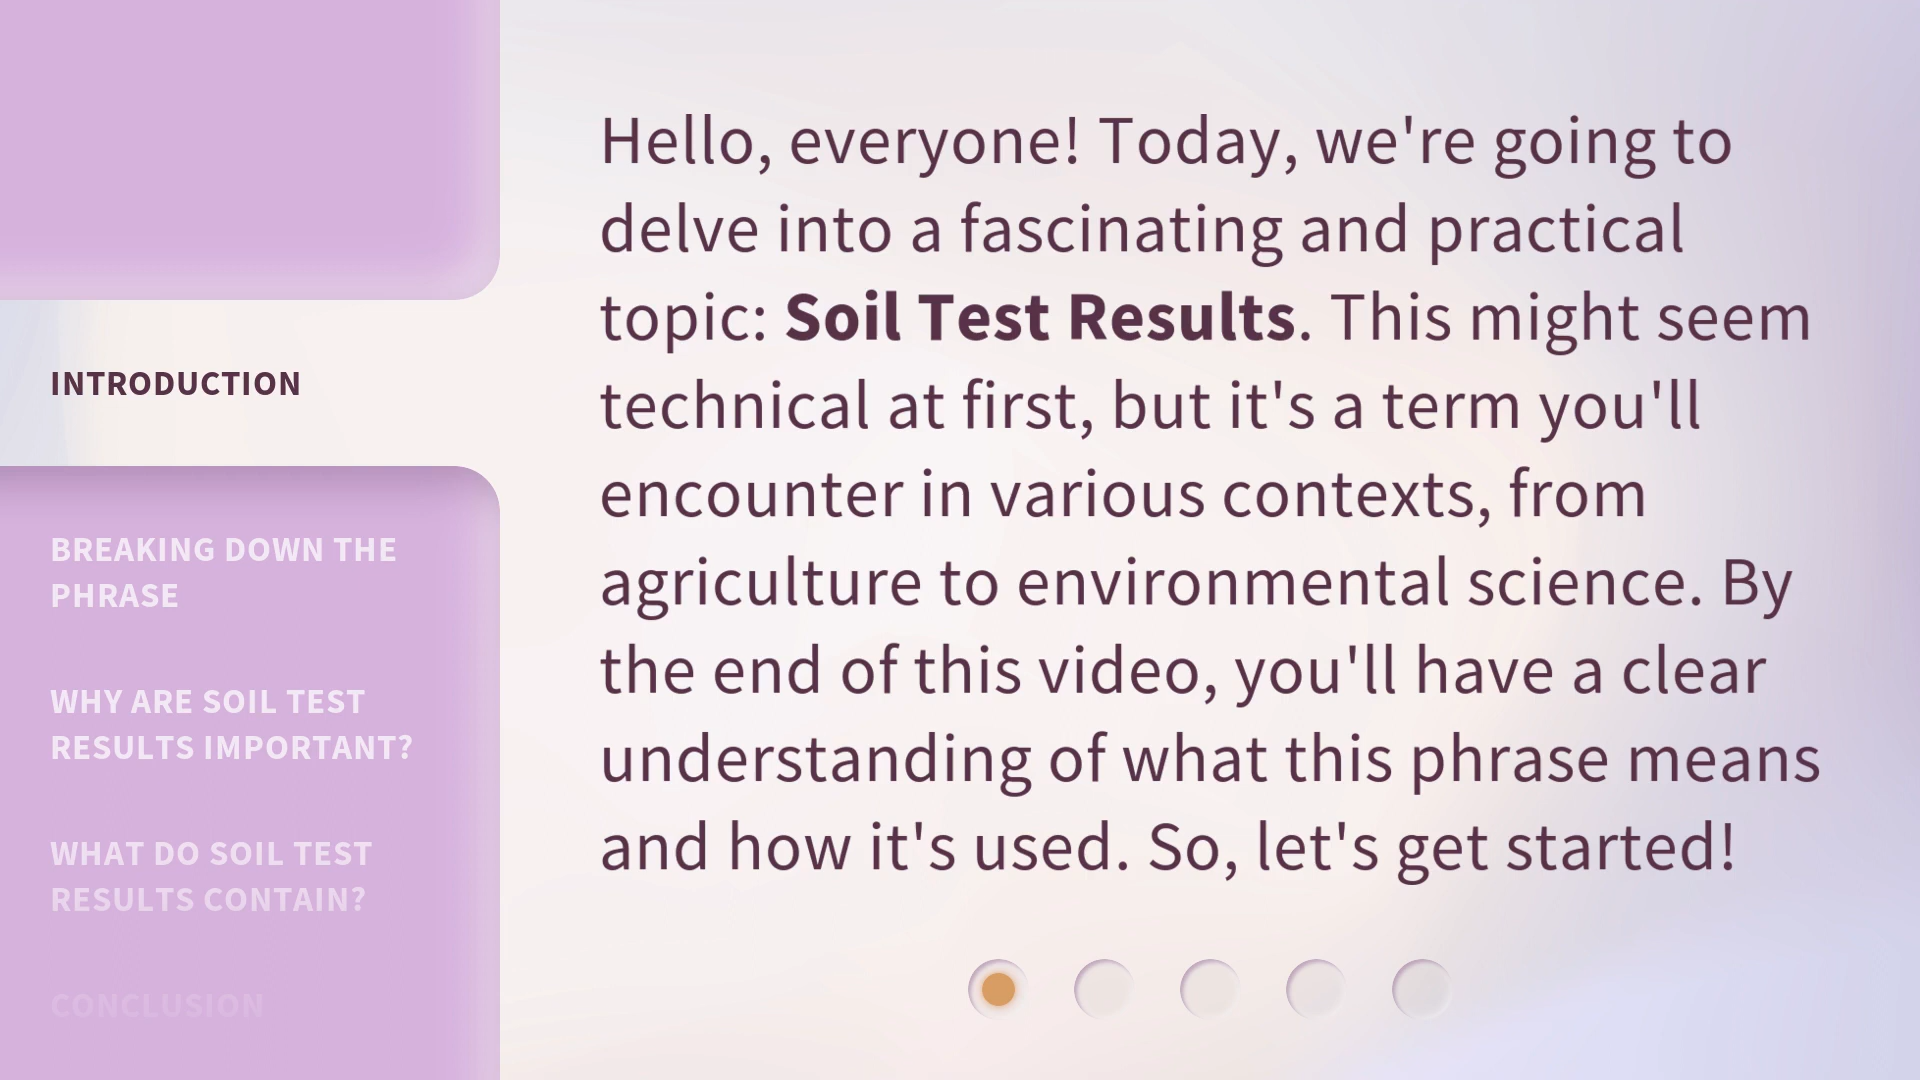 INTRODUCTION
BREAKING DOWN THE
PHRASE
WHY ARE SOIL TEST
RESULTS IMPORTANT?
WHAT DO SOIL TEST
RESULTS CONTAIN?
CONCLUSION
Hello, everyone! Today, we're going to
delve into a fascinating and practical
topic: Soil Test Results. This might seem
technical at first, but it's a term you'll
encounter in various contexts, from
agriculture to environmental science. By
the end of this video, you'll have a clear
understanding of what this phrase means
and how it's used. So, let's get started!